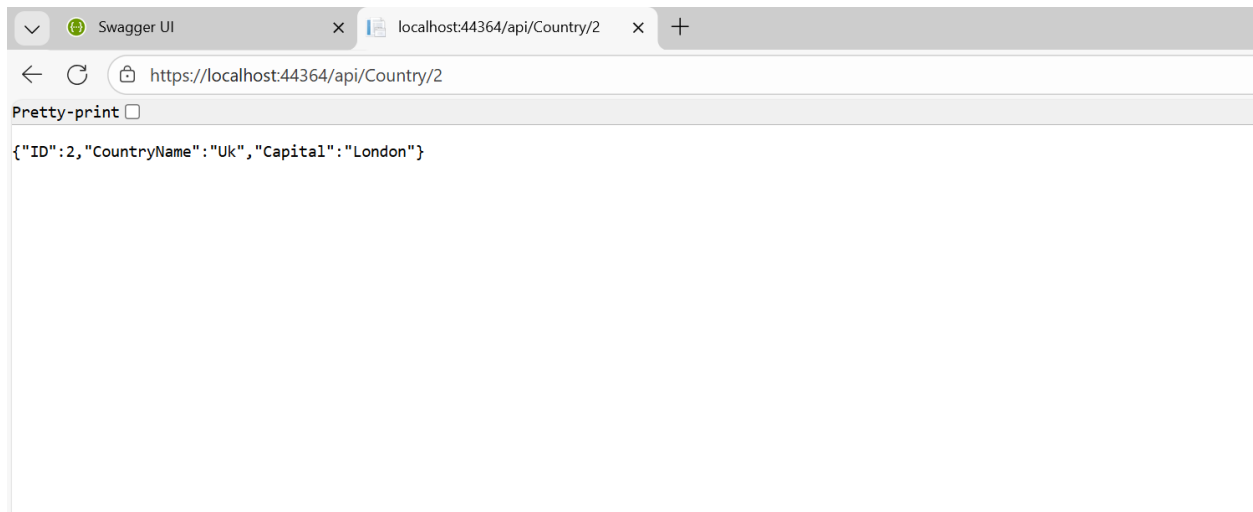 Swagger UI
localhost:44364/api/Country/2
https://localhost:44364/api/Country/2
Pretty-print
{"ID":2,"CountryName":"Uk","Capital":"London"}